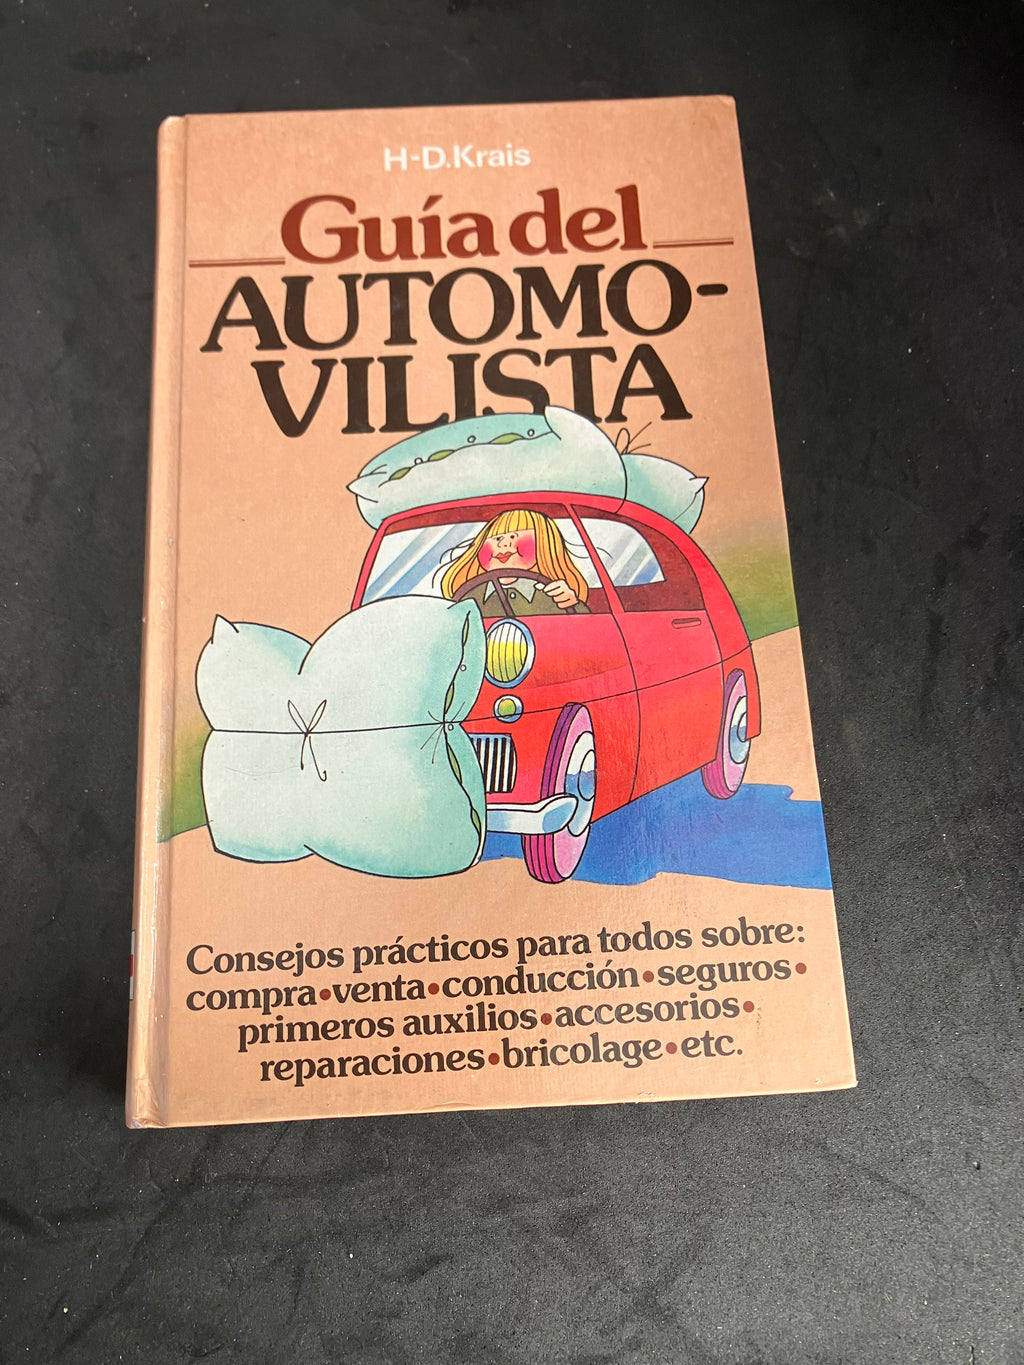 H-D.Krais
Guía del
AUTOMO-
VILISTA
Consejos prácticos para todos sobre:
compra•venta•conducción•seguros•
primeros auxilios•accesorios•
reparaciones•bricolage•etc.